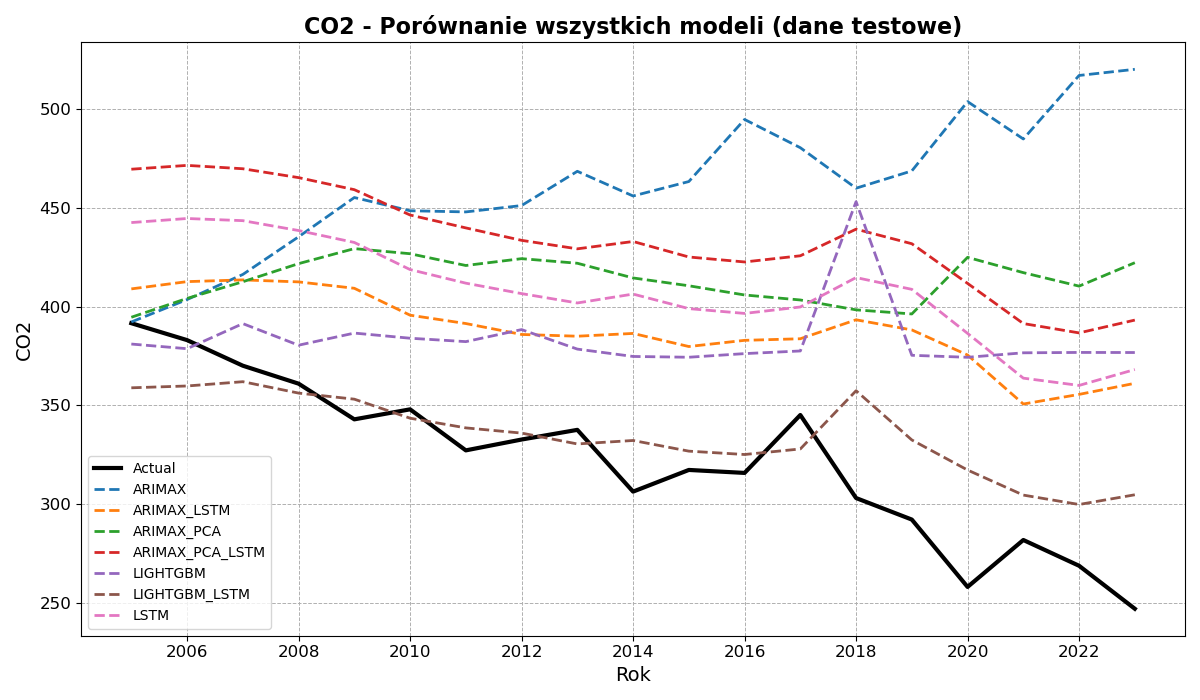 CO2 - Porównanie wszystkich modeli (dane testowe)
CO2
500
450
400
350
300
250
Actual
ARIMAX
ARIMAX_LSTM
ARIMAX_PCA
ARIMAX_PCA_LSTM
LIGHTGBM
LIGHTGBM_LSTM
LSTM
2006 2008 2010 2012 2014 2016 2018 2020 2022
Rok